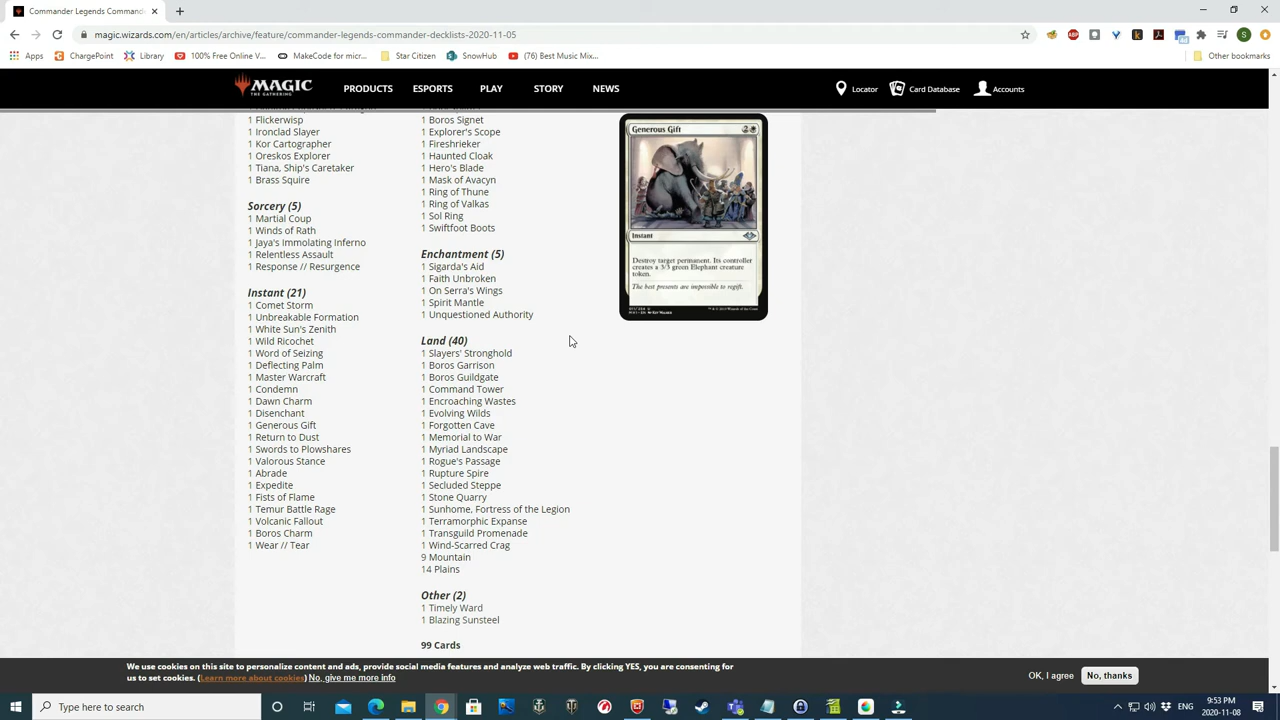 Commander Legends Command
magic.wizards.com/en/articles/archive/feature/commander-legends-commander-decklists-2020-11-05
Apps
ChargePoint
Library
100% Free Online V...
MakeCode for micr...
Star Citizen
SnowHub
(76) Best Music Mix...
Other bookmarks
MAGIC
THE GATHERING
PRODUCTS
ESPORTS
PLAY
STORY
NEWS
Locator
Card Database
Accounts
1 Flickerwisp
1 Ironclad Slayer
1 Kor Cartographer
1 Oreskos Explorer
1 Tiana, Ship's Caretaker
1 Brass Squire
Sorcery (5)
1 Martial Coup
1 Winds of Rath
1 Jaya's Immolating Inferno
1 Relentless Assault
1 Response // Resurgence
Instant (21)
1 Comet Storm
1 Unbreakable Formation
1 White Sun's Zenith
1 Wild Ricochet
1 Word of Seizing
1 Deflecting Palm
1 Master Warcraft
1 Condemn
1 Dawn Charm
1 Disenchant
1 Generous Gift
1 Return to Dust
1 Swords to Plowshares
1 Valorous Stance
1 Abrade
1 Expedite
1 Fists of Flame
1 Temur Battle Rage
1 Volcanic Fallout
1 Boros Charm
1 Wear // Tear
1 Boros Signet
1 Explorer's Scope
1 Fireshrieker
1 Haunted Cloak
1 Hero's Blade
1 Mask of Avacyn
1 Ring of Thune
1 Ring of Valkas
1 Sol Ring
1 Swiftfoot Boots
Enchantment (5)
1 Sigarda's Aid
1 Faith Unbroken
1 On Serra's Wings
1 Spirit Mantle
1 Unquestioned Authority
Land (40)
1 Slayers' Stronghold
1 Boros Garrison
1 Boros Guildgate
1 Command Tower
1 Encroaching Wastes
1 Evolving Wilds
1 Forgotten Cave
1 Memorial to War
1 Myriad Landscape
1 Rogue's Passage
1 Rupture Spire
1 Secluded Steppe
1 Stone Quarry
1 Sunhome, Fortress of the Legion
1 Terramorphic Expanse
1 Transguild Promenade
1 Wind-Scarred Crag
9 Mountain
14 Plains
Other (2)
1 Timely Ward
1 Blazing Sunsteel
99 Cards
Generous Gift
2
Instant
Destroy target permanent. Its controller
creates a 3/3 green Elephant creature
token.
The best presents are impossible to regift.
We use cookies on this site to personalize content and ads, provide social media features and analyze web traffic. By clicking YES, you are consenting for
us to set cookies. (Learn more about cookies) No, give me more info
OK, I agree
No, thanks
Type here to search
ENG
9:53 PM
2020-11-08